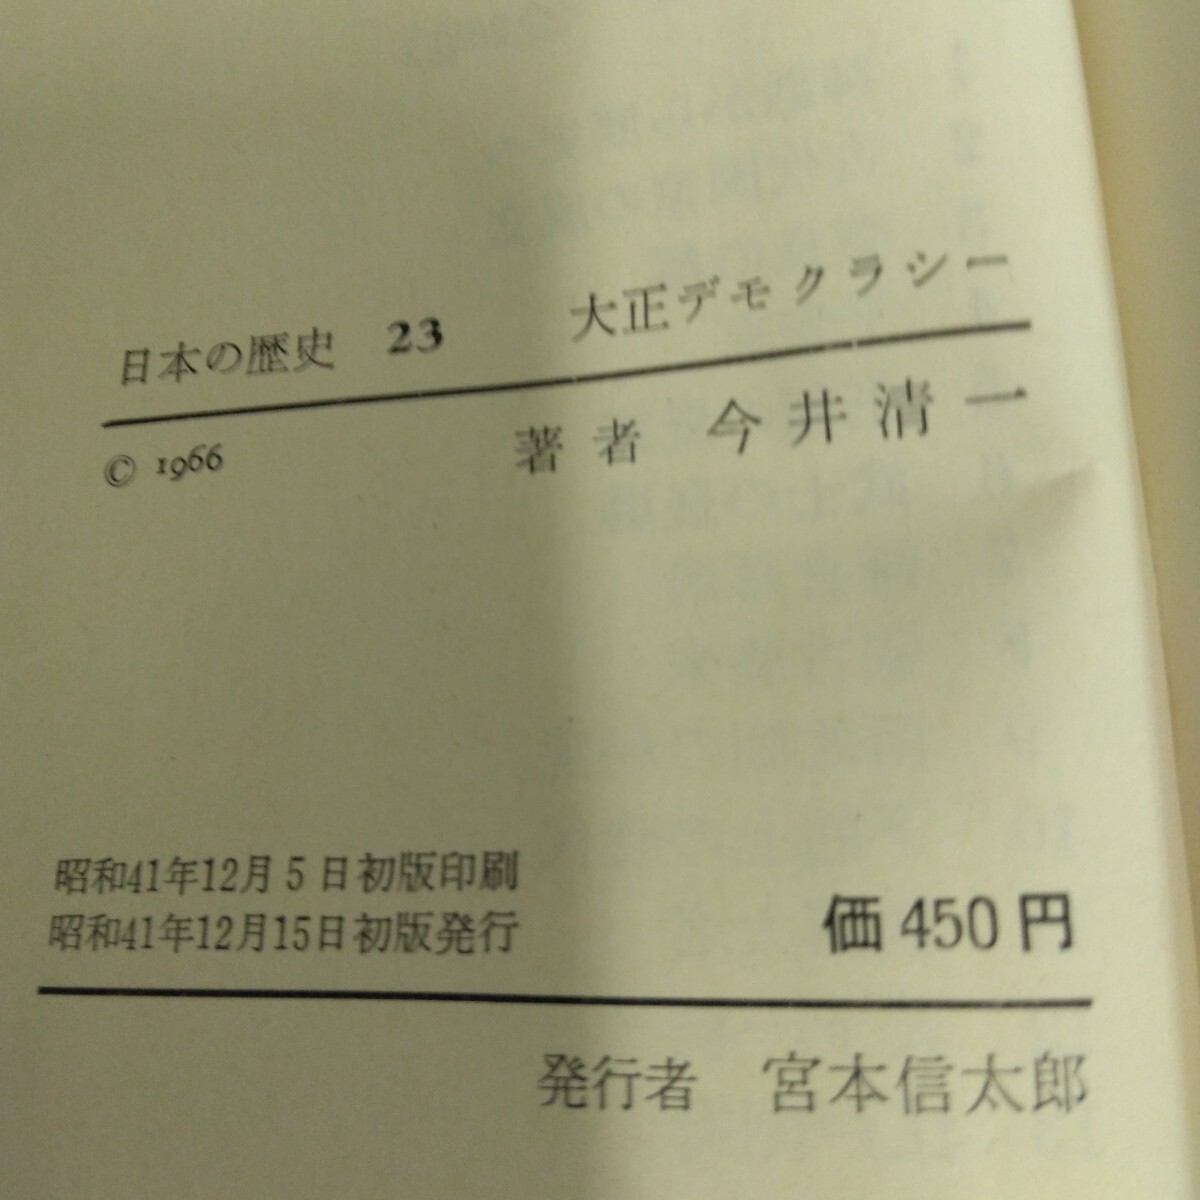 日本の歴史 23 大正デモクラシー
© 1966 著者 今井清一
昭和41年12月5日初版印刷
昭和41年12月15日初版発行
価 450 円
発行者 宮本信太郎